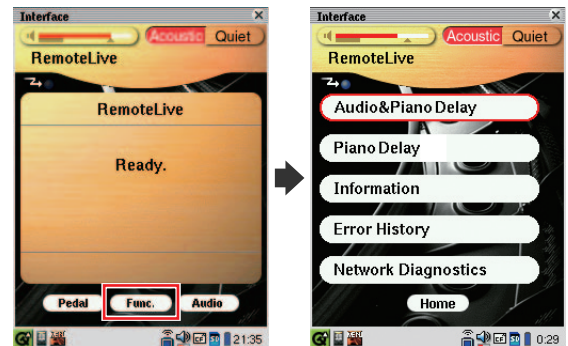 Interface
Acoustic Quiet
RemoteLive
RemoteLive
Ready.
Pedal Func. Audio
21:35
Interface
Acoustic Quiet
RemoteLive
Audio&Piano Delay
Piano Delay
Information
Error History
Network Diagnostics
Home
0:29